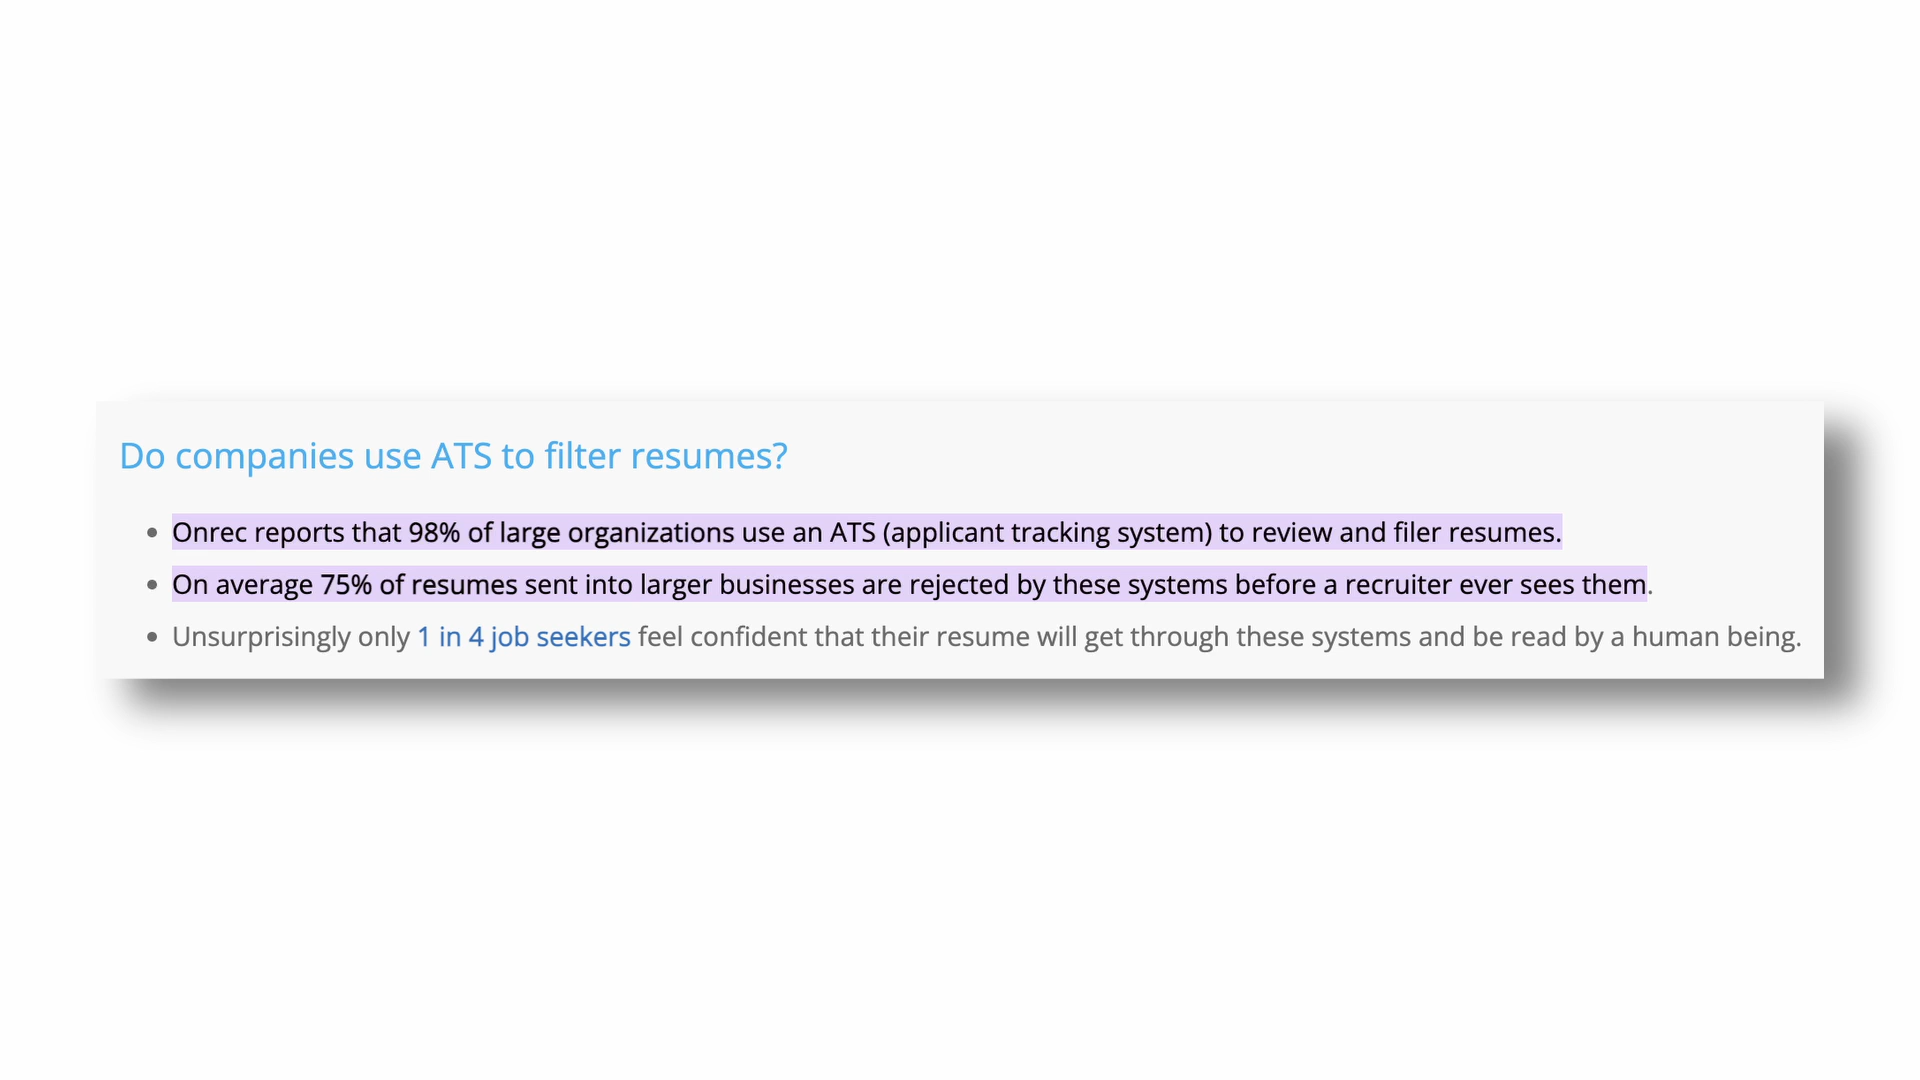 Do companies use ATS to filter resumes?
Onrec reports that 98% of large organizations use an ATS (applicant tracking system) to review and filer resumes.
On average 75% of resumes sent into larger businesses are rejected by these systems before a recruiter ever sees them.
Unsurprisingly only 1 in 4 job seekers feel confident that their resume will get through these systems and be read by a human being.